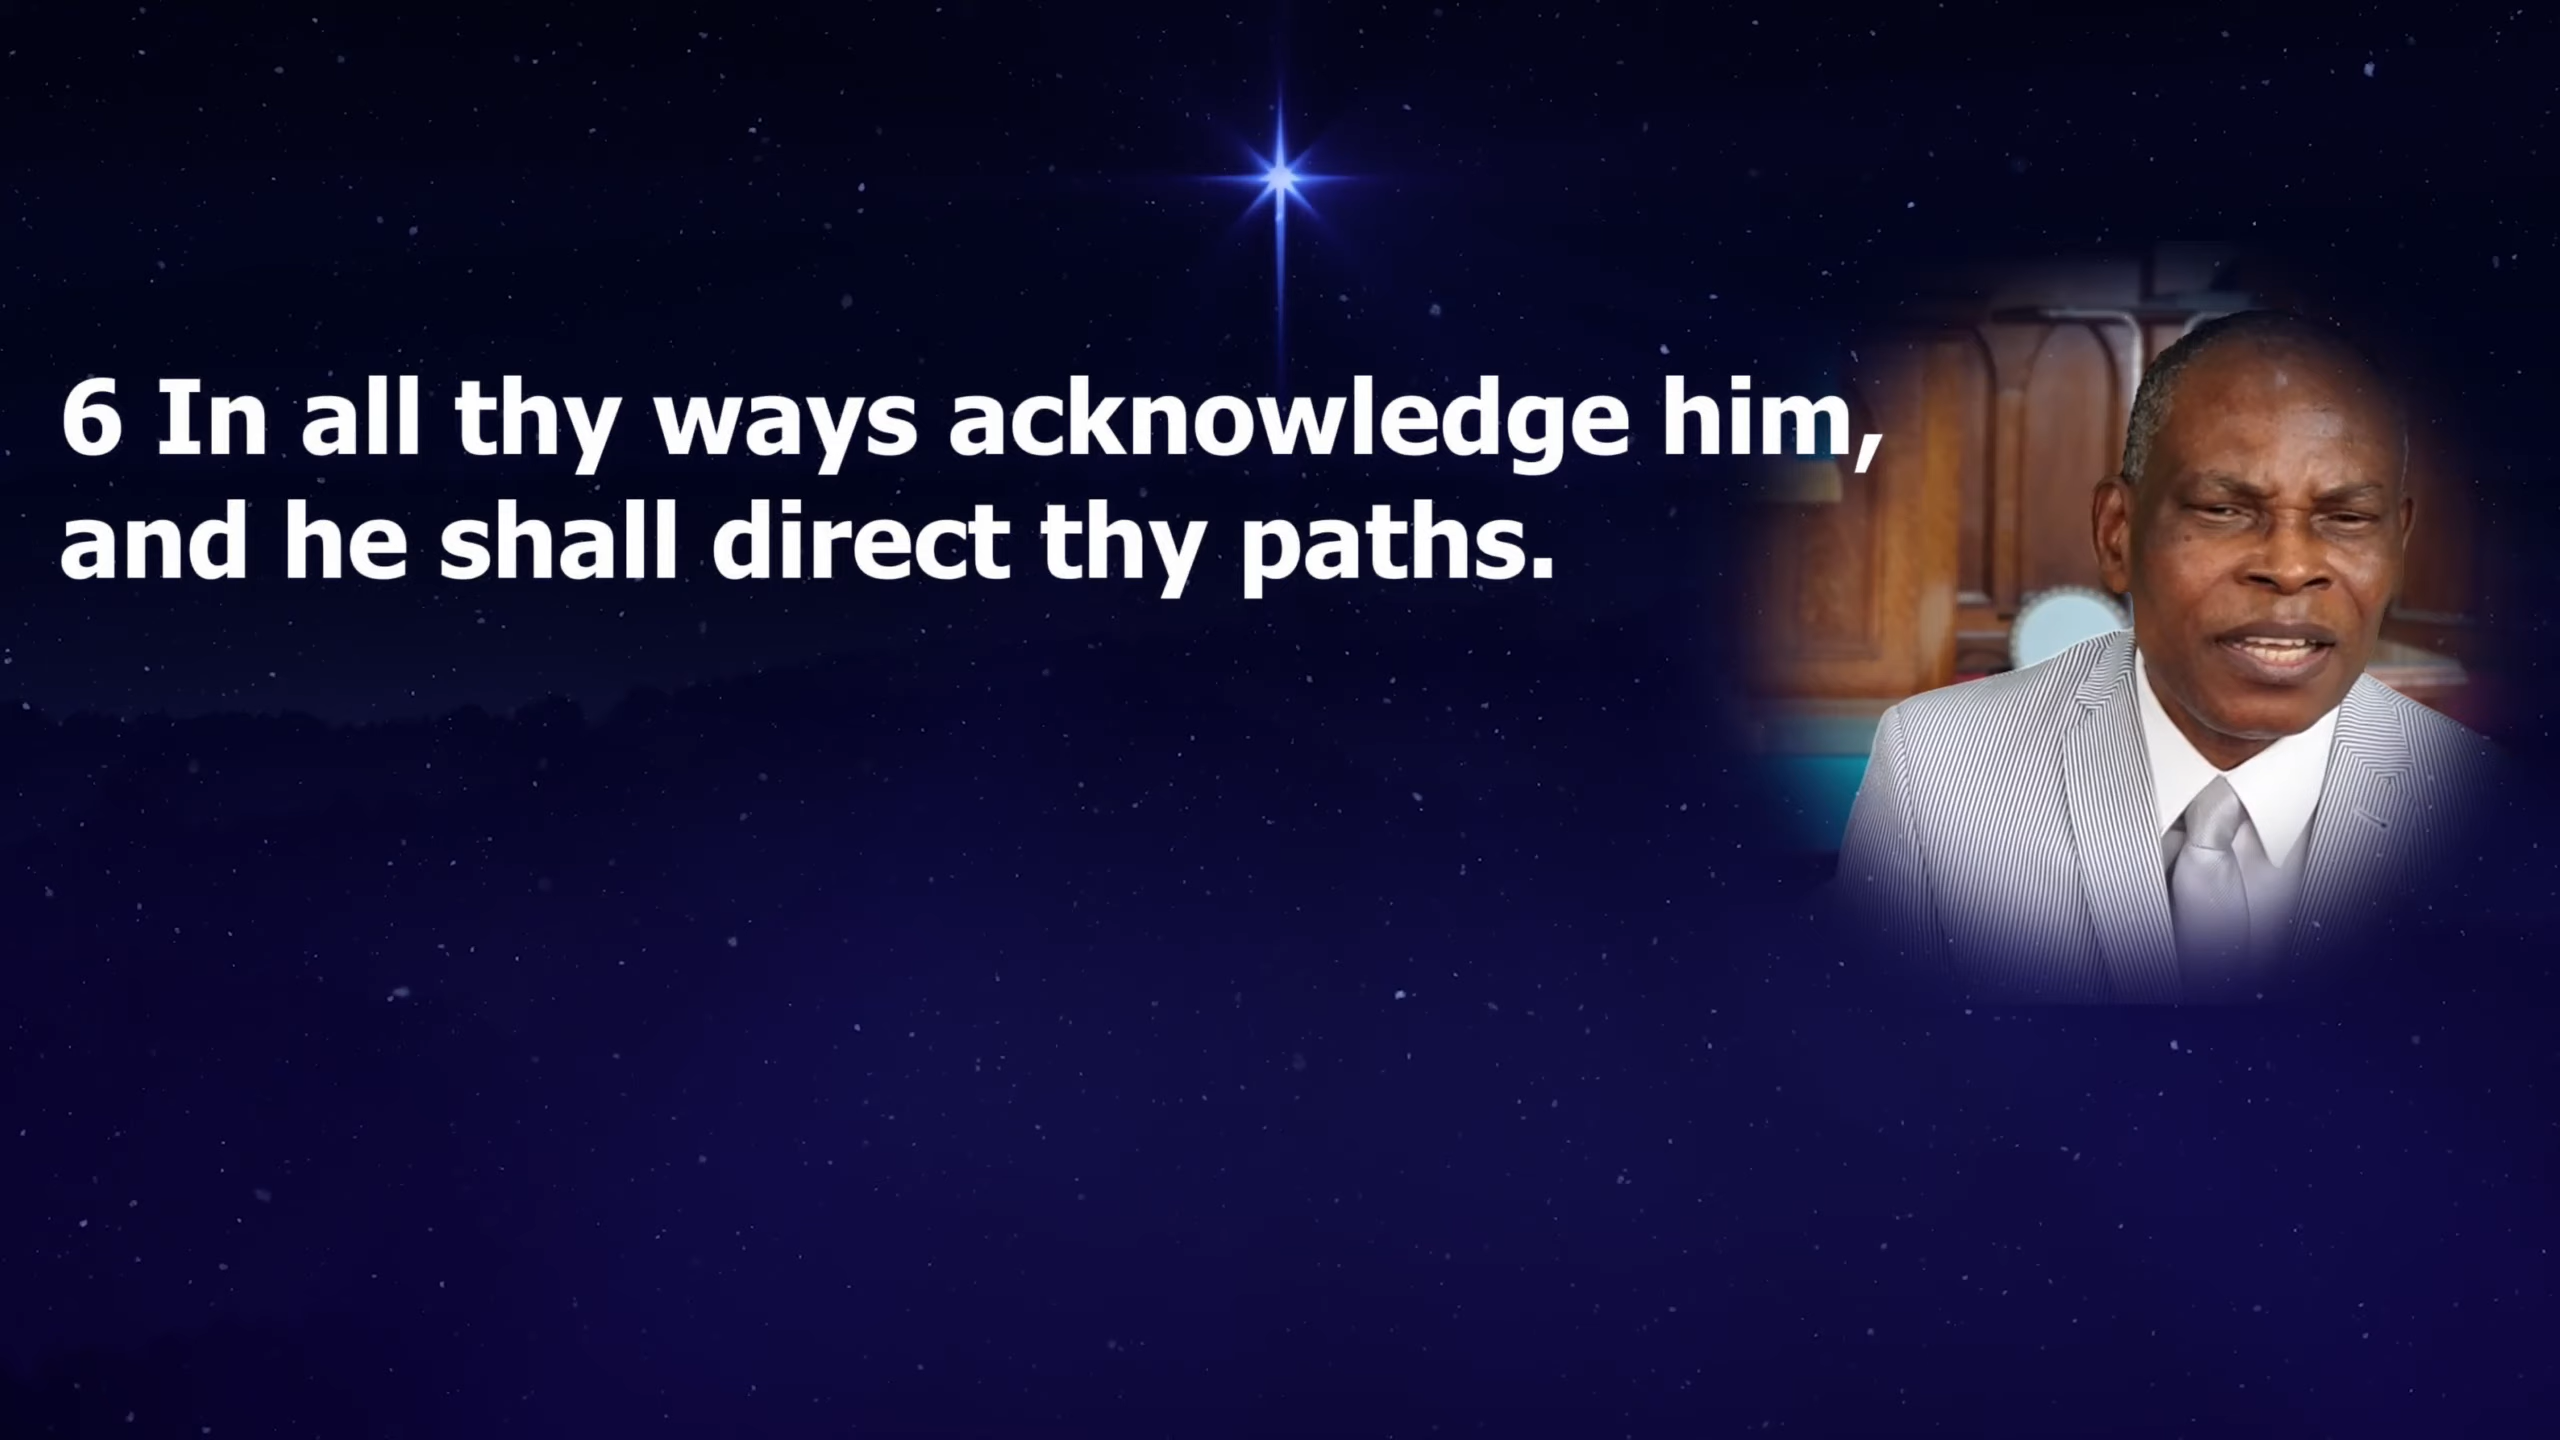 6 In all thy ways acknowledge him,
and he shall direct thy paths.